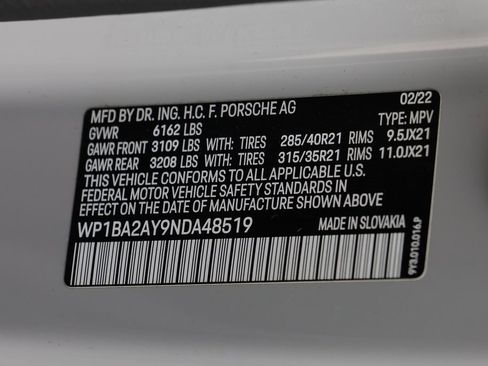 MFD BY DR. ING. H.C. F. PORSCHE AG 02/22
GVWR 6162 LBS TYPE: MPV
GAWR FRONT 3109 LBS WITH TIRES 285/40R21 RIMS 9.5JX21
GAWR REAR 3208 LBS WITH TIRES 315/35R21 RIMS 11.0JX21
THIS VEHICLE CONFORMS TO ALL APPLICABLE U.S.
FEDERAL MOTOR VEHICLE SAFETY STANDARDS IN
EFFECT ON THE DATE OF MANUFACTURE SHOWN ABOVE
WP1BA2AY9NDA48519 MADE IN SLOVAKIA
9Y3.010.016.P